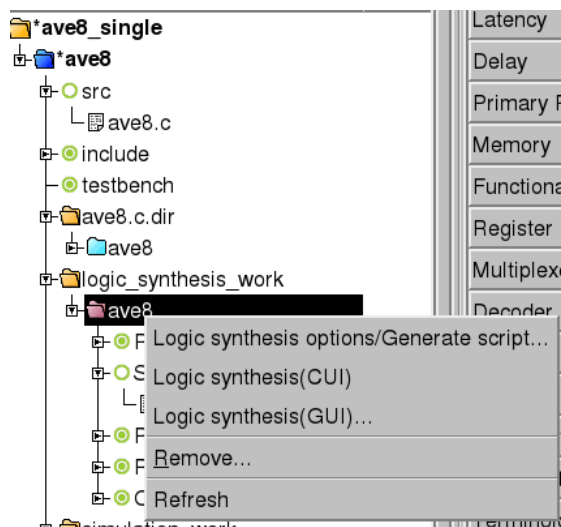 *ave8_single
*ave8
src
ave8.c
include
testbench
ave8.c.dir
ave8
logic_synthesis_work
ave8
Logic synthesis options/Generate script...
Logic synthesis(CUI)
Logic synthesis(GUI)...
Remove...
Refresh
Latency
Delay
Primary
Memory
Register
Decoder